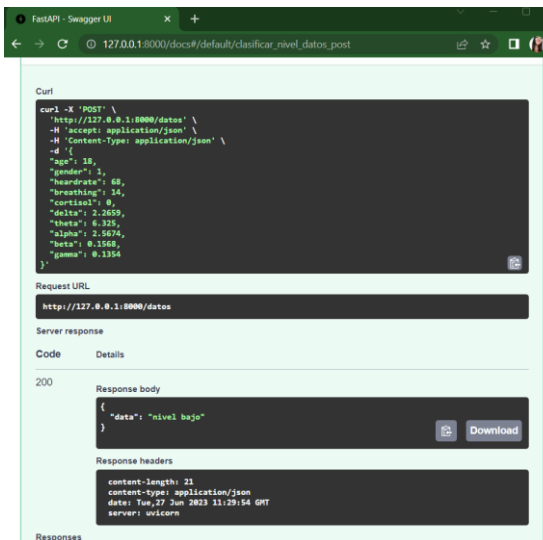 FastAPI - Swagger UI
127.0.0.1:8000/docs#/default/clasificar_nivel_datos_post
Curl
curl -X 'POST' \
'http://127.0.0.1:8000/datos' \
-H 'accept: application/json' \
-H 'Content-Type: application/json' \
-d '{
"age": 18,
"gender": 1,
"heardrate": 68,
"breathing": 14,
"cortisol": 0,
"delta": 2.2659,
"theta": 6.325,
"alpha": 2.5674,
"beta": 0.1568,
"gamma": 0.1354
}'
Request URL
http://127.0.0.1:8000/datos
Server response
Code Details
200
Response body
{
"data": "nivel bajo"
}
Download
Response headers
content-length: 21
content-type: application/json
date: Tue,27 Jun 2023 11:29:54 GMT
server: uvicorn
Responses